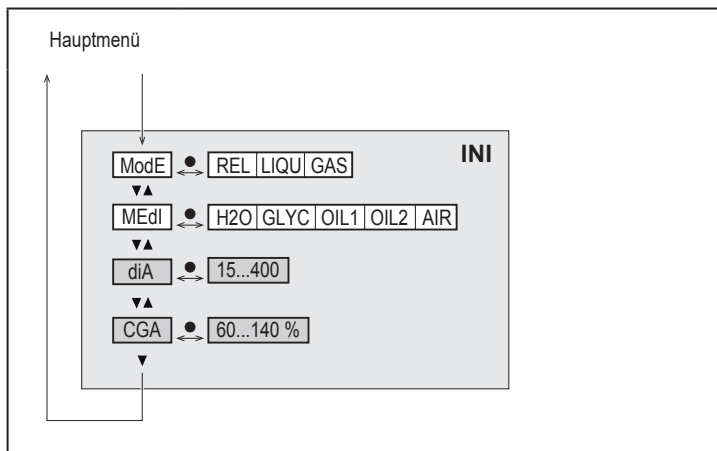 Hauptmenü
INI
ModE REL LIQU GAS
MEdI H2O GLYC OIL1 OIL2 AIR
diA 15...400
CGA 60...140 %